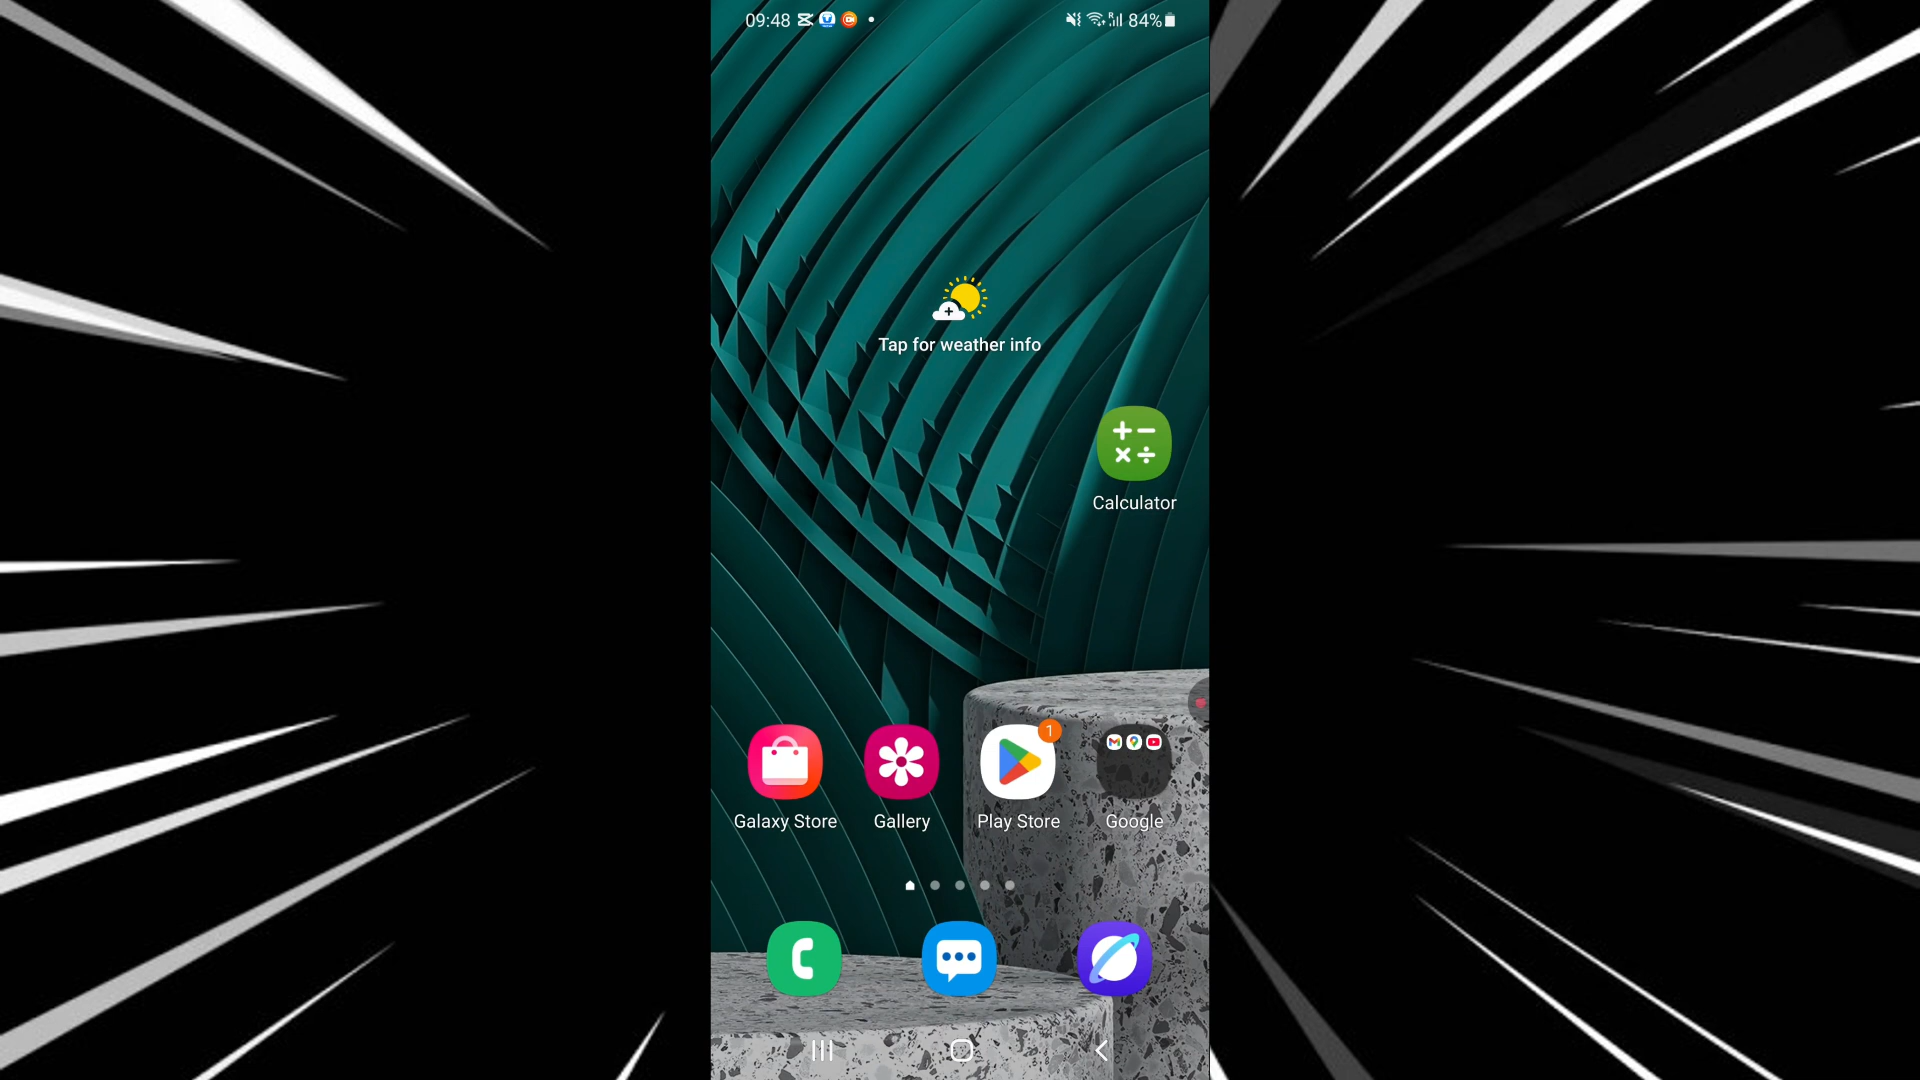 09:48
84%
Tap for weather info
Calculator
1
Galaxy Store
Gallery
Play Store
Google